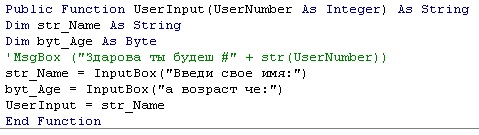 Public Function UserInput(UserNumber As Integer) As String
Dim str_Name As String
Dim byt_Age As Byte
'MsgBox ("Здарова ты будеш #" + str(UserNumber))
str_Name = InputBox("Введи свое имя:")
byt_Age = InputBox("а возраст че:")
UserInput = str_Name
End Function